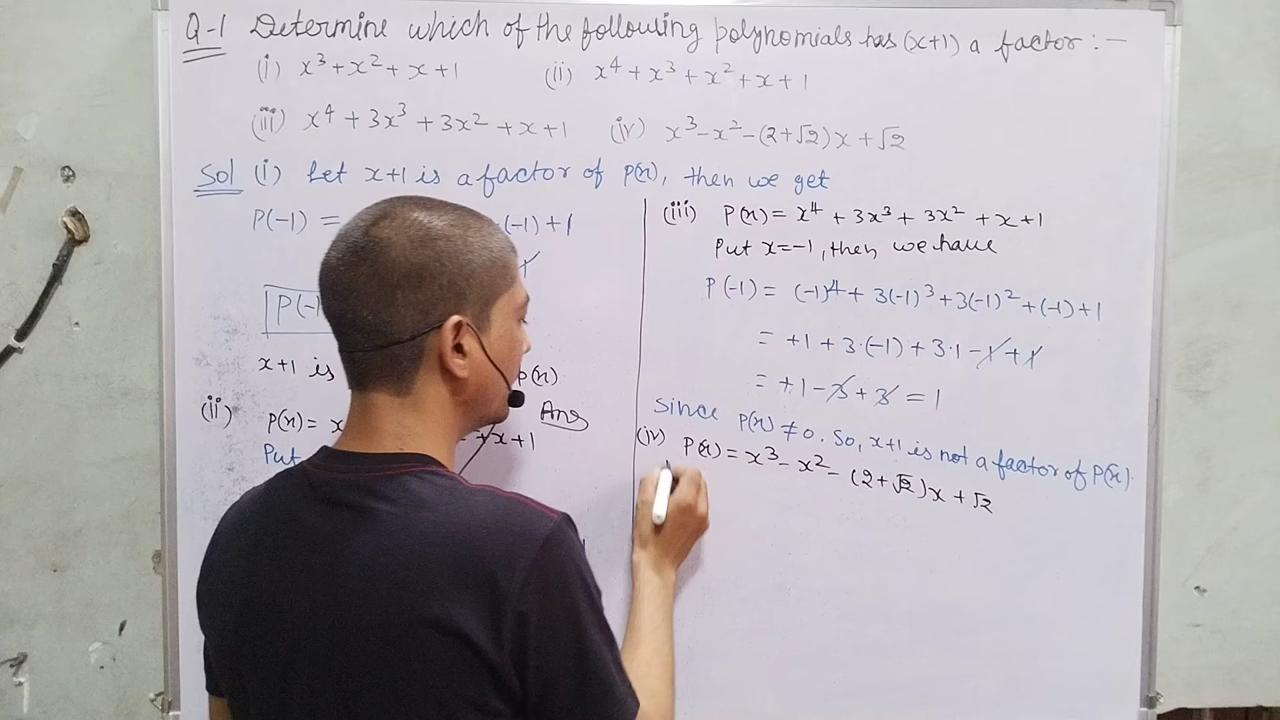 Q-1 Determine which of the following polynomials has (x+1) a factor :-
(i) x³+x²+x+1 (ii) x⁴+x³+x²+x+1
(iii) x⁴+3x³+3x²+x+1 (iv) x³-x²-(2+√2)x+√2
Sol (i) Let x+1 is a factor of P(x), then we get
P(-1) = (-1)+1
P(-1
x+1 is P(x)
Ans
(ii) P(x)= x +x+1
Put
(iii) P(x)= x⁴+3x³+3x²+x+1
Put x=-1, then we have
P(-1) = (-1)⁴+3(-1)³+3(-1)²+(-1)+1
= +1+3·(-1)+3·1-1+1
= +1-3+3=1
Since P(x)≠0. So, x+1 is not a factor of P(x).
(iv) P(x)=x³-x²-(2+√2)x+√2